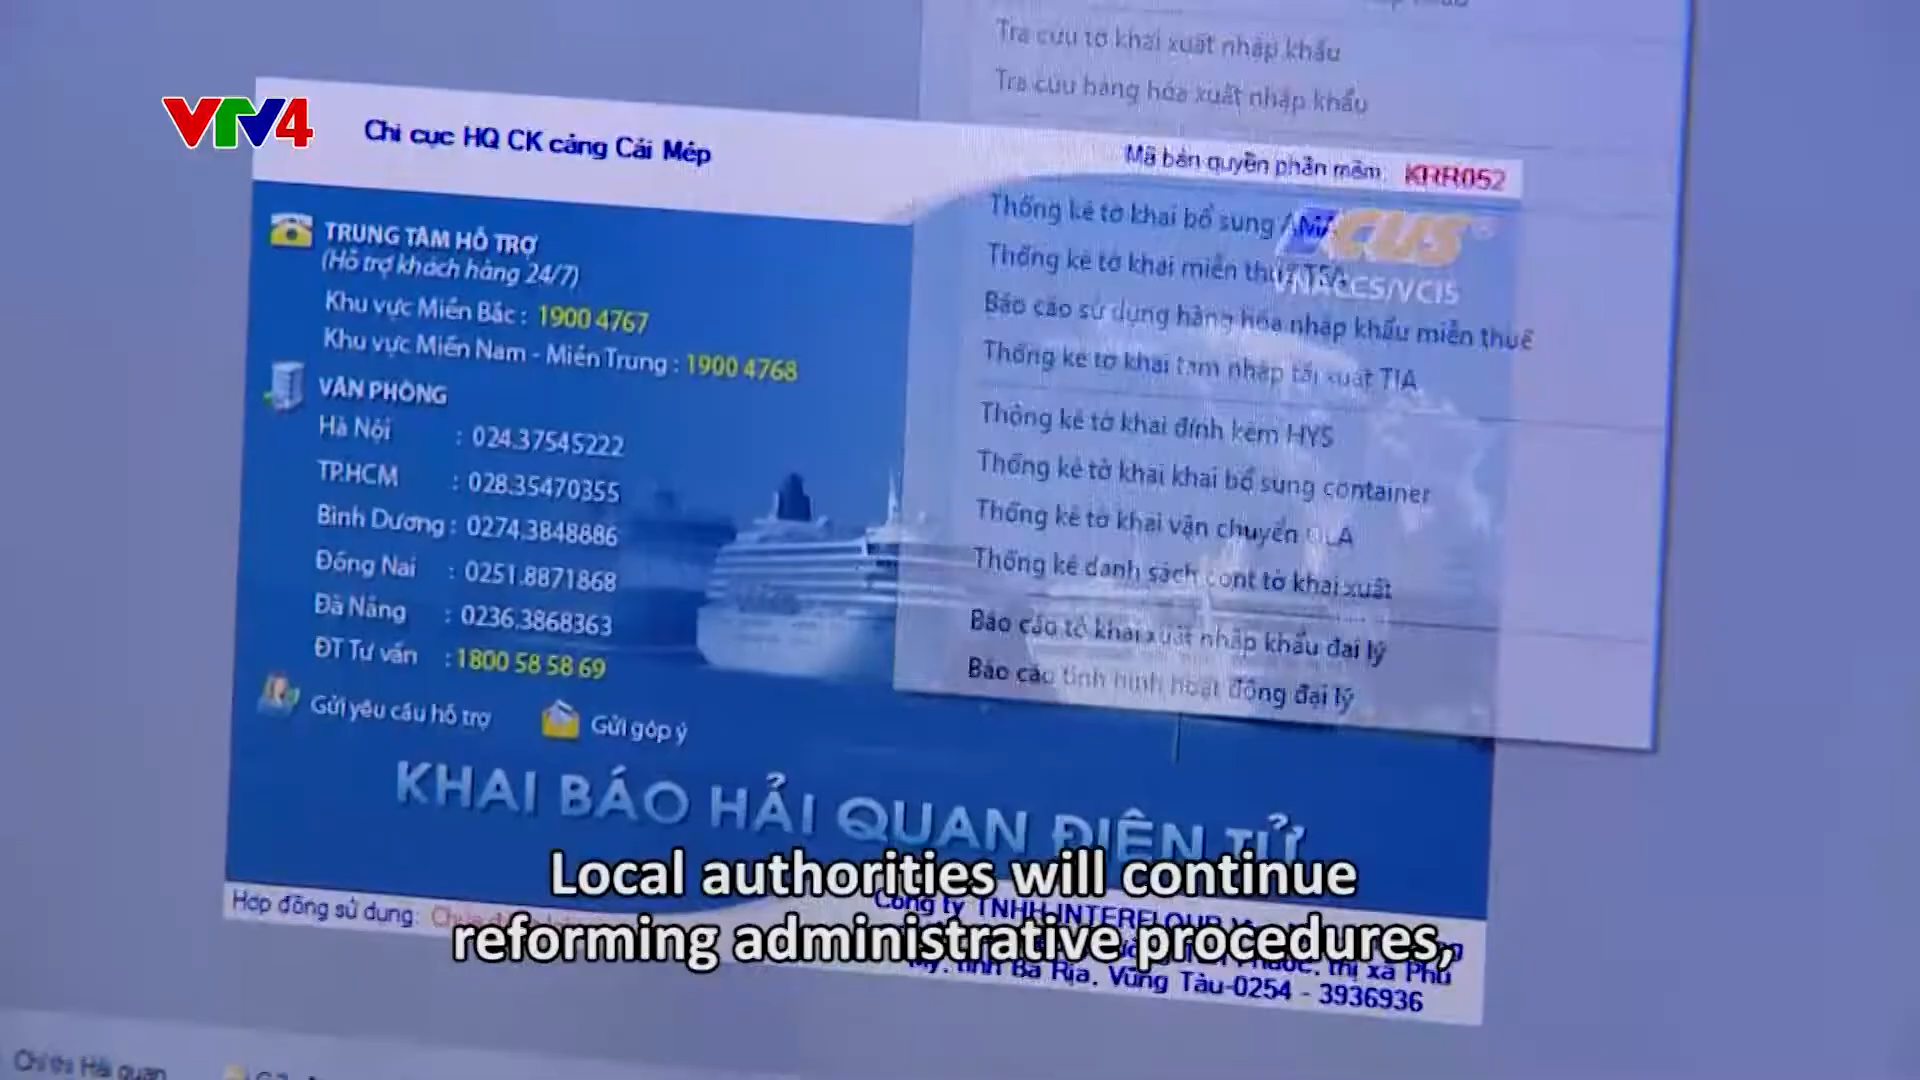 VTV4
Tra cứu tờ khai xuất nhập khẩu
Tra cứu hàng hóa xuất nhập khẩu
Chi cục HQ CK cảng Cái Mép
Mã bản quyền phần mềm KRR052
TRUNG TÂM HỖ TRỢ
(Hỗ trợ khách hàng 24/7)
Khu vực Miền Bắc : 1900 4767
Khu vực Miền Nam - Miền Trung : 1900 4768
VĂN PHÒNG
Hà Nội : 024.37545222
TP.HCM : 028.35470355
Bình Dương : 0274.3848886
Đồng Nai : 0251.8871868
Đà Nẵng : 0236.3868363
ĐT Tư vấn : 1800 58 58 69
Gửi yêu cầu hỗ trợ
Gửi góp ý
Thống kê tờ khai bổ sung AMA
CUS
Thống kê tờ khai miễn thuế TEA
VNACCS/VCIS
Báo cáo sử dụng hàng hóa nhập khẩu miễn thuế
Thống kê tờ khai tạm nhập tái xuất TIA
Thống kê tờ khai đính kèm HYS
Thống kê tờ khai khai bổ sung container
Thống kê tờ khai vận chuyển OLA
Thống kê danh sách cont tờ khai xuất
Báo cáo tờ khai xuất nhập khẩu đại lý
Báo cáo tình hình hoạt động đại lý
KHAI BÁO HẢI QUAN ĐIỆN TỬ
Hợp đồng sử dụng:
Công ty TNHH INTERFLOUR
thị xã Phú
Mỹ, tỉnh Bà Rịa, Vũng Tàu-0254 - 3936936
Local authorities will continue
reforming administrative procedures,
Hải quan